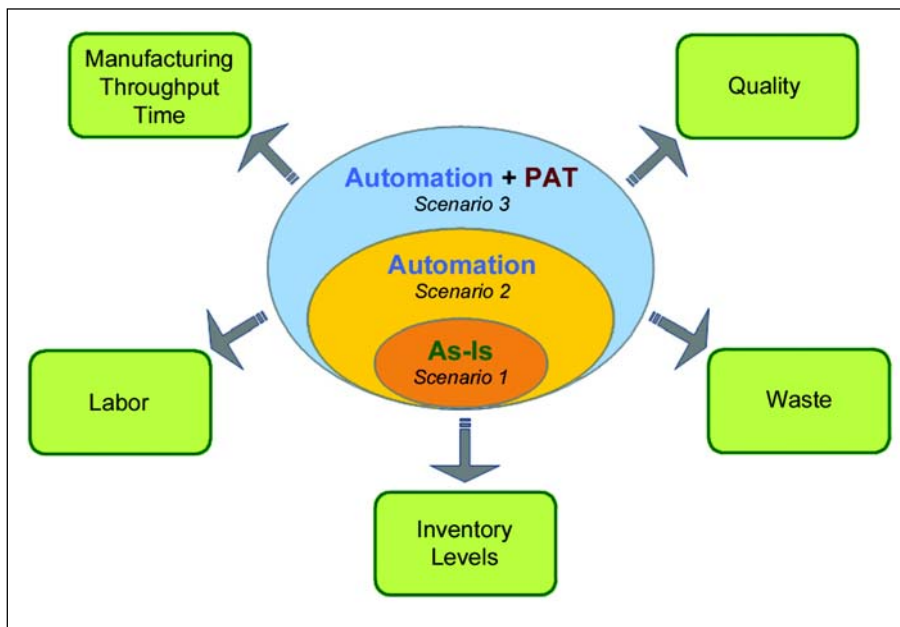 Manufacturing
Throughput
Time
Quality
Automation + PAT
Scenario 3
Automation
Scenario 2
As-Is
Scenario 1
Labor
Waste
Inventory
Levels